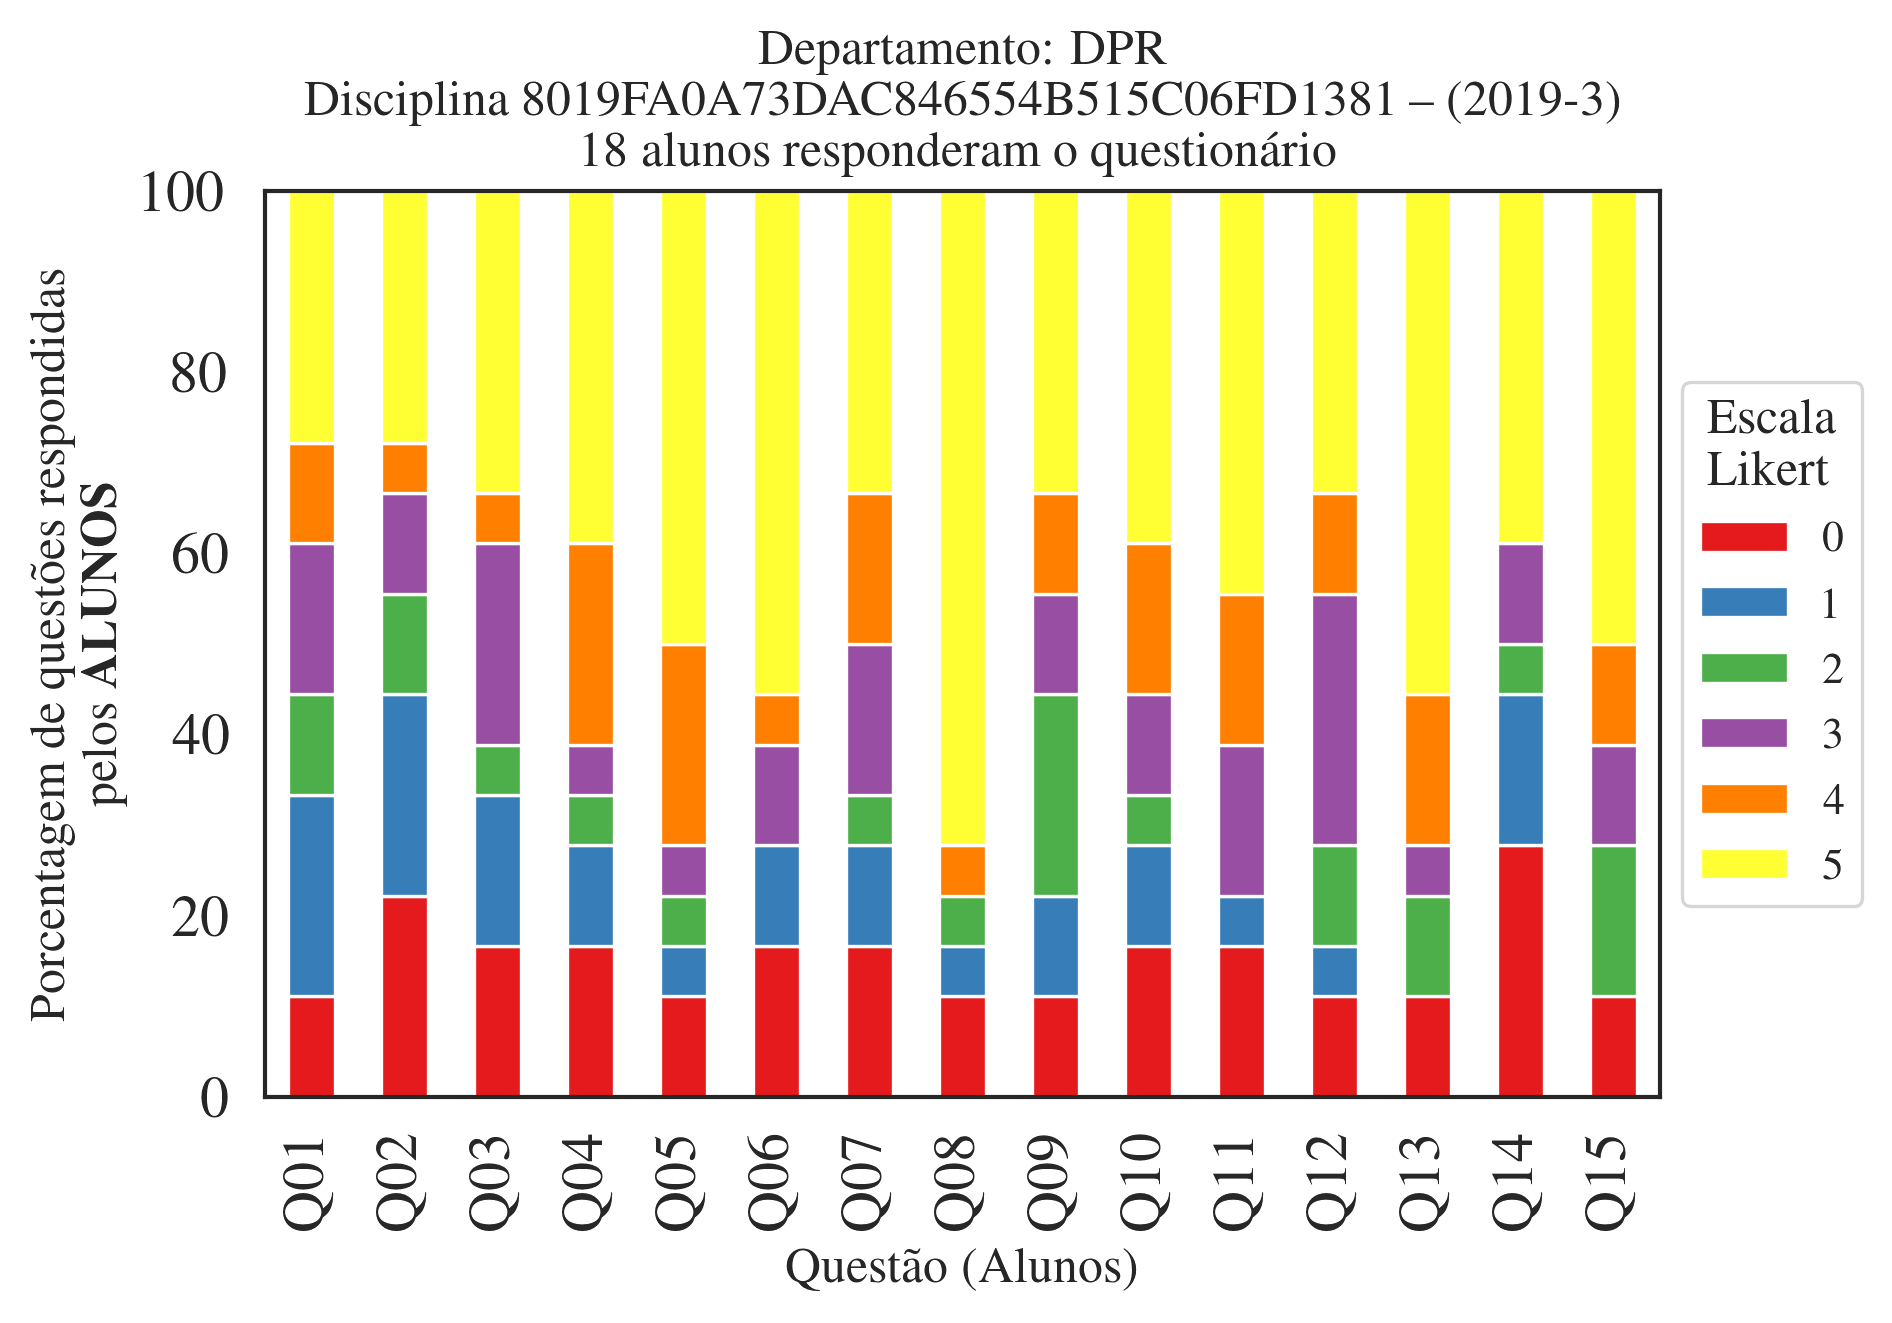 Departamento: DPR
Disciplina 8019FA0A73DAC846554B515C06FD1381 – (2019-3)
18 alunos responderam o questionário
100
80
60
40
20
0
Porcentagem de questões respondidas
pelos ALUNOS
Q01
Q02
Q03
Q04
Q05
Q06
Q07
Q08
Q09
Q10
Q11
Q12
Q13
Q14
Q15
Questão (Alunos)
Escala
Likert
0
1
2
3
4
5